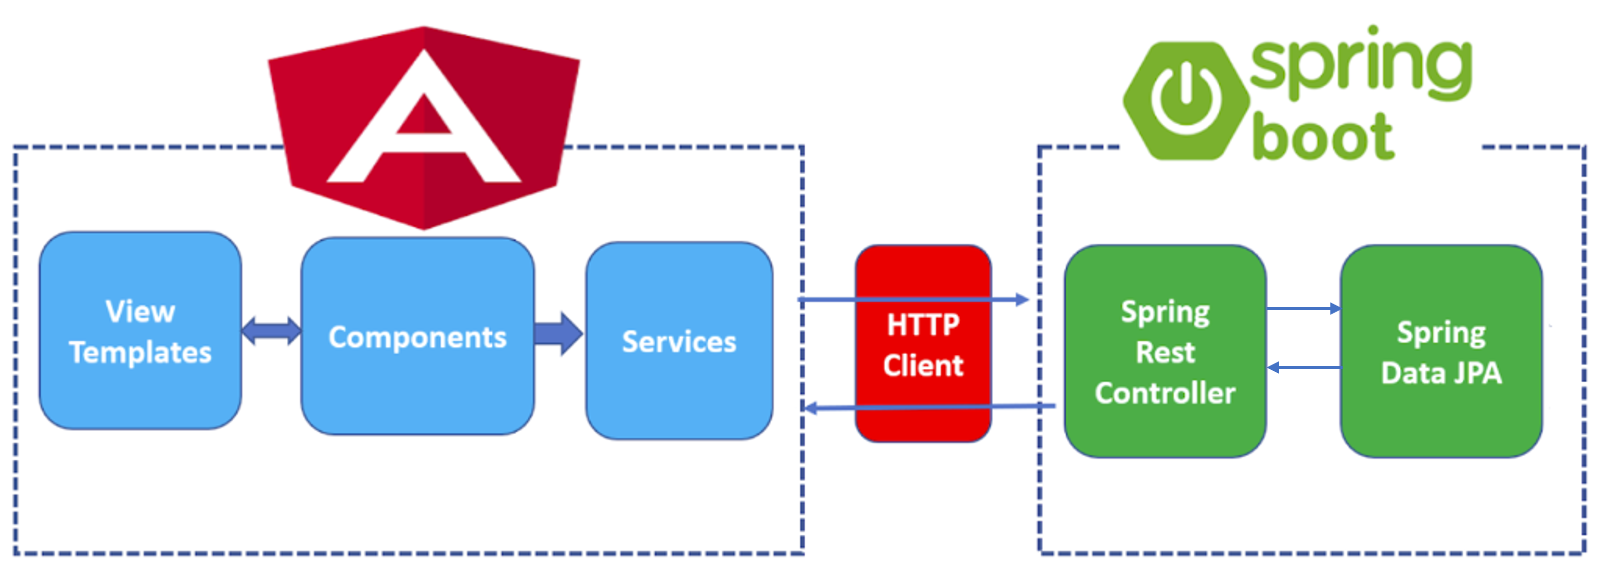 spring
boot
View
Templates
Components
Services
HTTP
Client
Spring
Rest
Controller
Spring
Data JPA